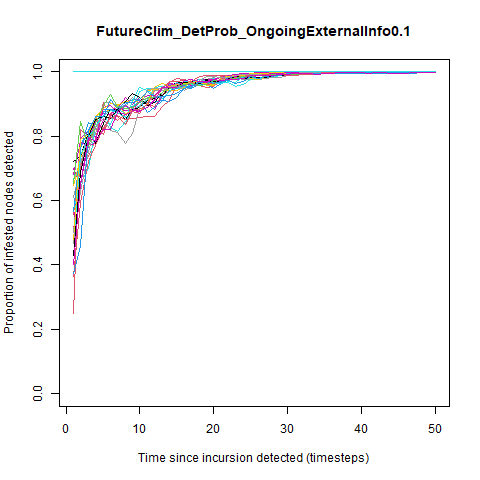 FutureClim_DetProb_OngoingExternalInfo0.1
Proportion of infested nodes detected
1.0
0.8
0.6
0.4
0.2
0.0
0 10 20 30 40 50
Time since incursion detected (timesteps)